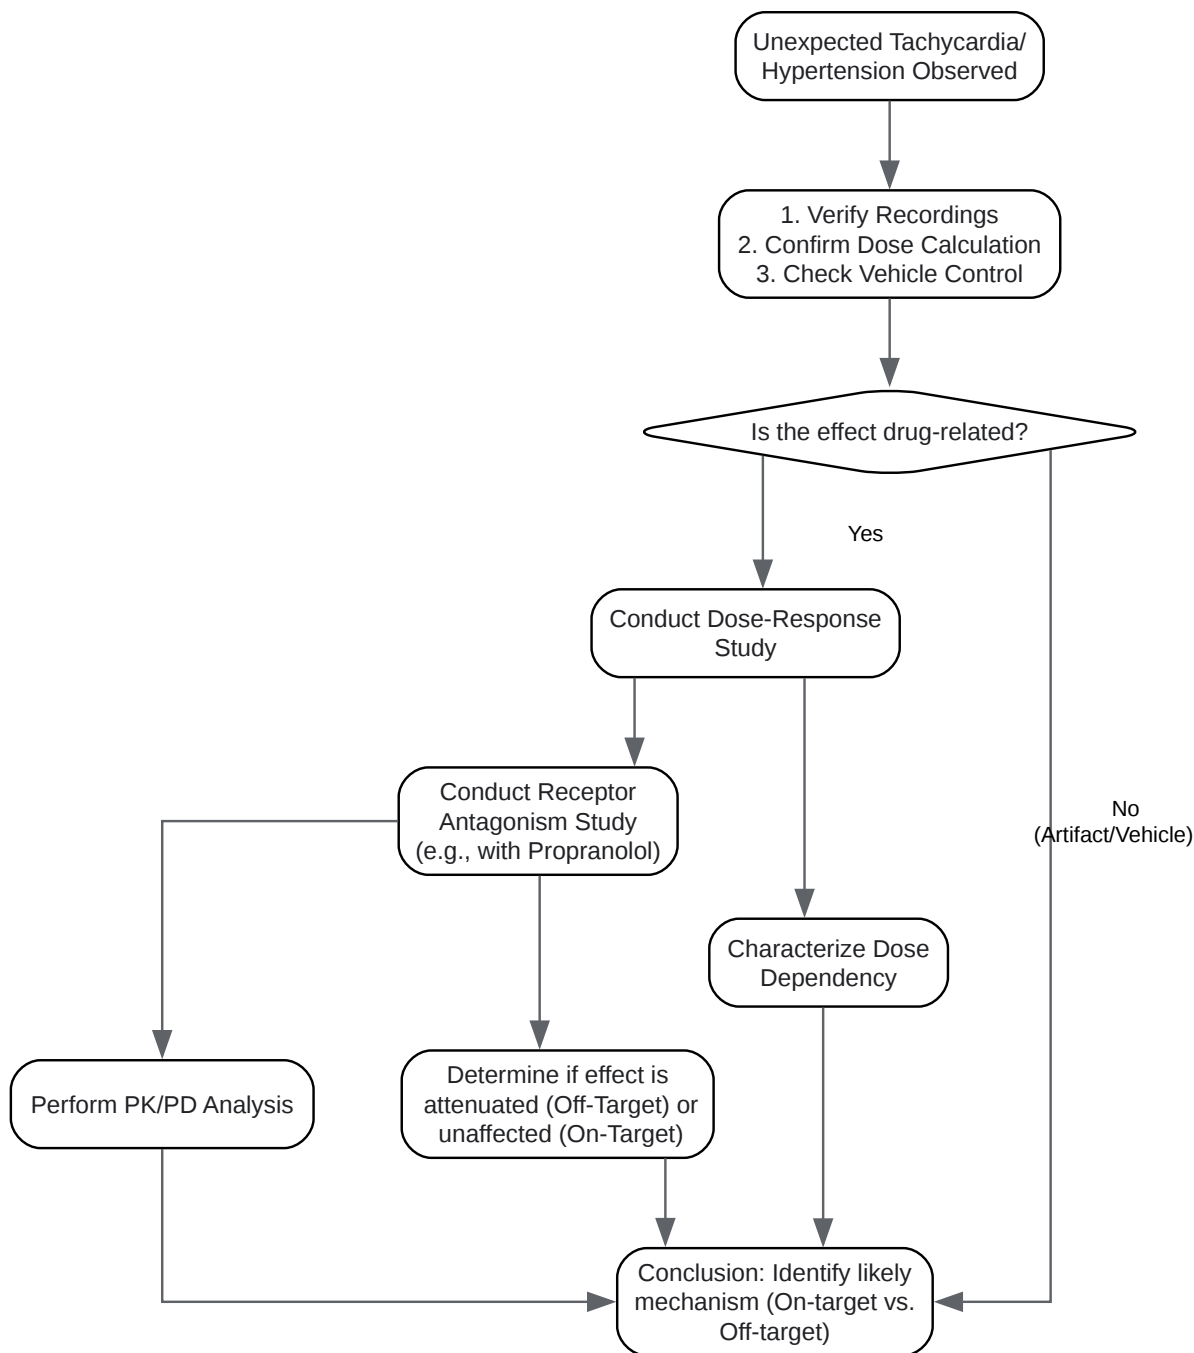 Unexpected Tachycardia/
Hypertension Observed
1. Verify Recordings
2. Confirm Dose Calculation
3. Check Vehicle Control
Is the effect drug-related?
Yes
Conduct Dose-Response
Study
Conduct Receptor
Antagonism Study
(e.g., with Propranolol)
No
(Artifact/Vehicle)
Characterize Dose
Dependency
Perform PK/PD Analysis
Determine if effect is
attenuated (Off-Target) or
unaffected (On-Target)
Conclusion: Identify likely
mechanism (On-target vs.
Off-target)